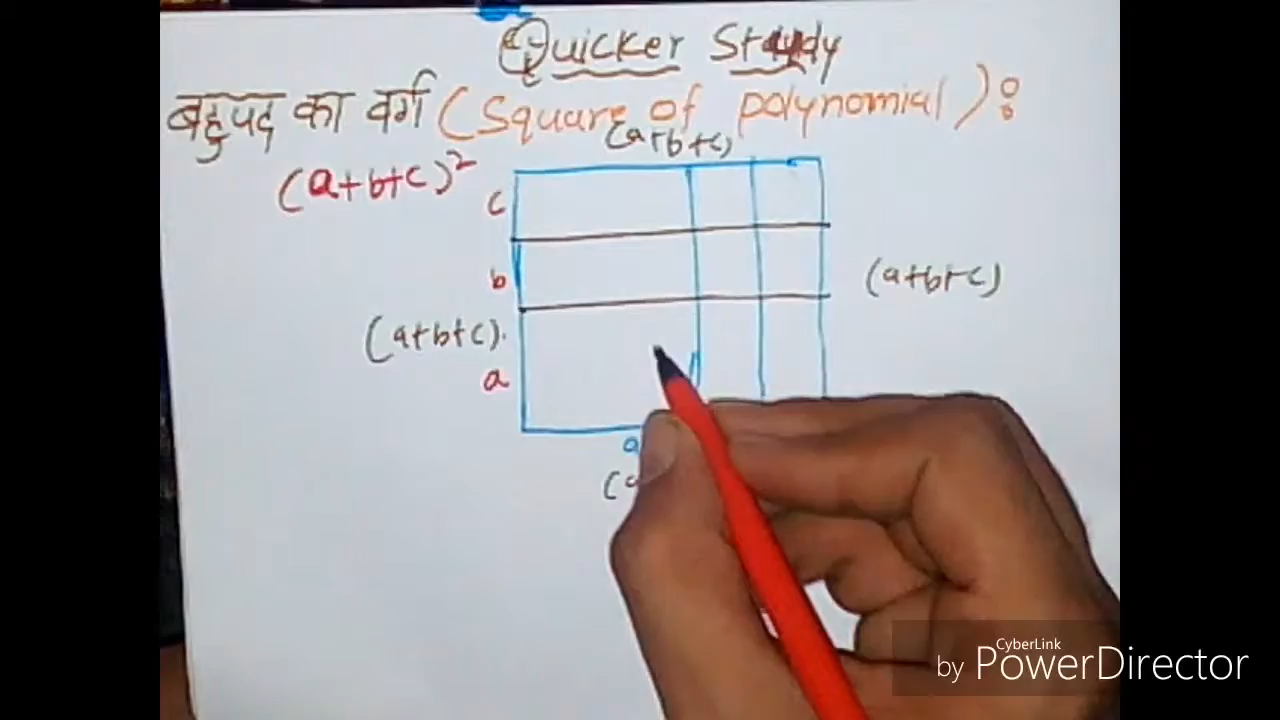 Quicker Study
बहुपद का वर्ग (Square of polynomial):
(a+b+c)
(a+b+c)²
c
b
(a+b+c)
(a+b+c)
a
a
(a
CyberLink
by PowerDirector